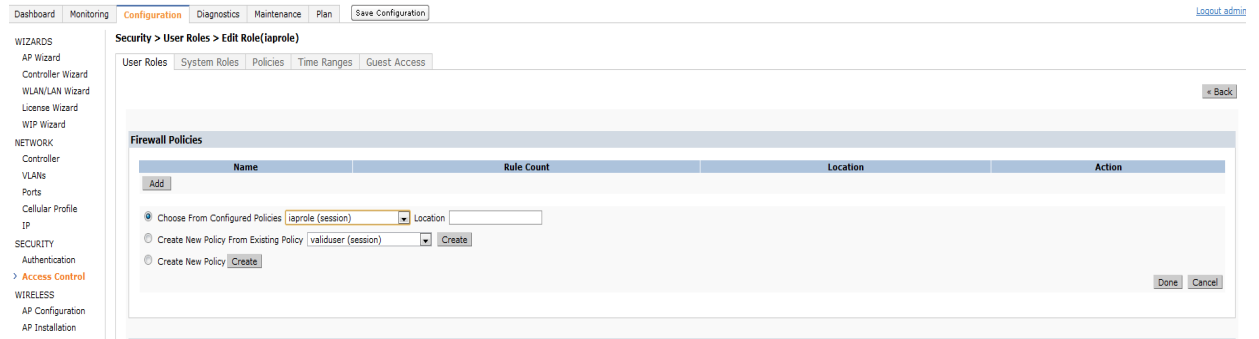 Dashboard Monitoring Configuration Diagnostics Maintenance Plan Save Configuration Logout admin
WIZARDS
AP Wizard
Controller Wizard
WLAN/LAN Wizard
License Wizard
WIP Wizard
NETWORK
Controller
VLANs
Ports
Cellular Profile
IP
SECURITY
Authentication
> Access Control
WIRELESS
AP Configuration
AP Installation
Security > User Roles > Edit Role(iaprole)
User Roles System Roles Policies Time Ranges Guest Access
« Back
Firewall Policies
Name Rule Count Location Action
Add
Choose From Configured Policies iaprole (session) Location
Create New Policy From Existing Policy validuser (session) Create
Create New Policy Create
Done Cancel